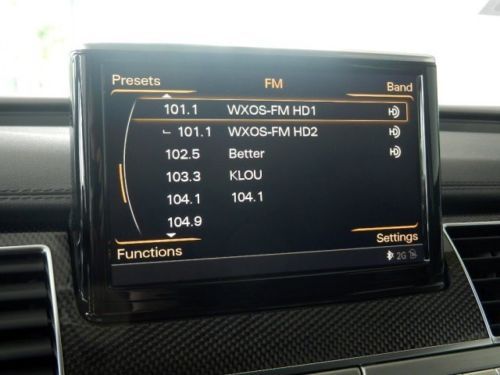 Presets FM Band
101.1 WXOS-FM HD1
101.1 WXOS-FM HD2
102.5 Better
103.3 KLOU
104.1 104.1
104.9
Functions Settings
2G